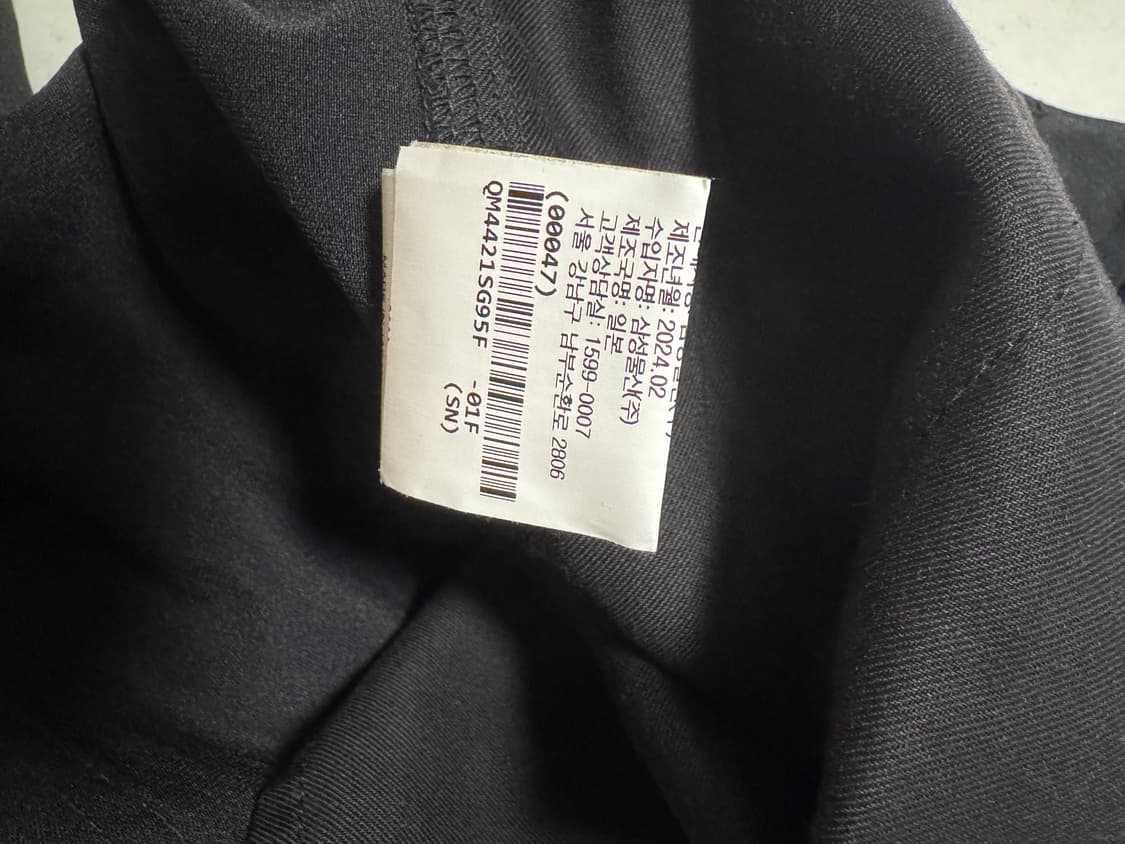 제조년월: 2024.02
수입자명: 삼성물산(주)
제조국명: 일본
고객상담실: 1599-0007
서울 강남구 남부순환로 2806
(00047)
QM4421SG95F -01F
(SN)